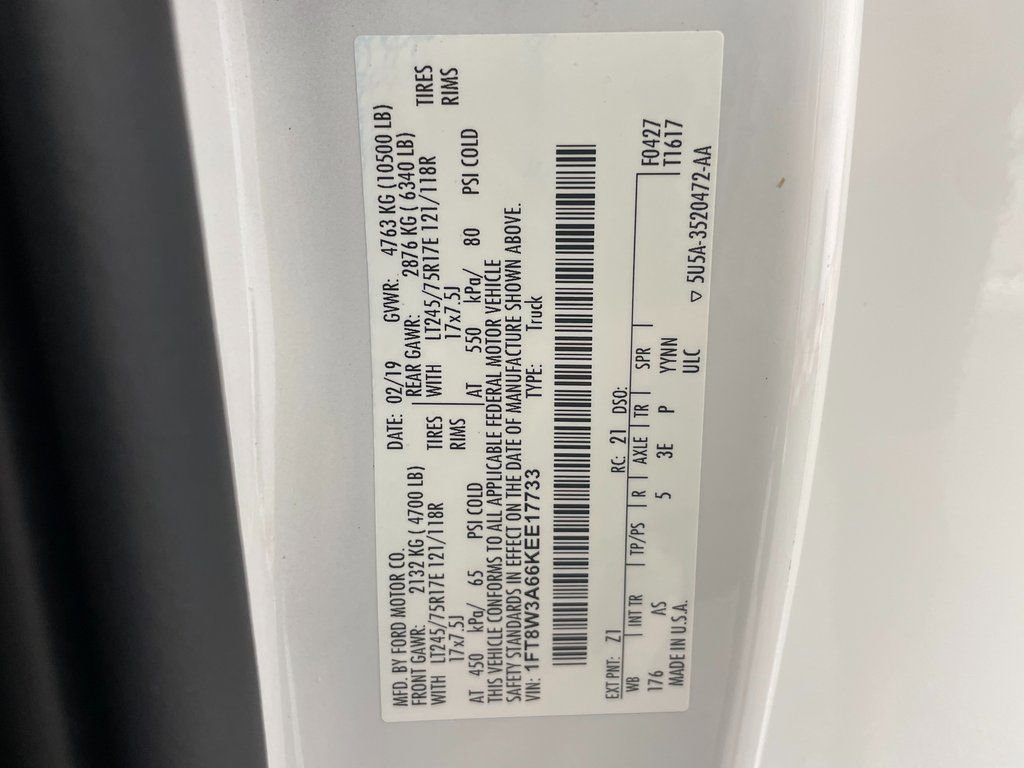 MFD. BY FORD MOTOR CO. DATE: 02/19 GVWR: 4763 KG (10500 LB)
FRONT GAWR: 2132 KG ( 4700 LB) REAR GAWR: 2876 KG ( 6340 LB)
WITH LT245/75R17E 121/118R TIRES WITH LT245/75R17E 121/118R TIRES
17x7.5J RIMS 17x7.5J RIMS
AT 450 kPa/ 65 PSI COLD AT 550 kPa/ 80 PSI COLD
THIS VEHICLE CONFORMS TO ALL APPLICABLE FEDERAL MOTOR VEHICLE
SAFETY STANDARDS IN EFFECT ON THE DATE OF MANUFACTURE SHOWN ABOVE.
VIN: 1FT8W3A66KEE17733 TYPE: Truck
EXT PNT: Z1 RC: 21 DSO:
WB INT TR TP/PS R AXLE TR SPR F0427
176 AS 5 3E P YYNN T1617
MADE IN U.S.A. ULC
▽ 5U5A-3520472-AA